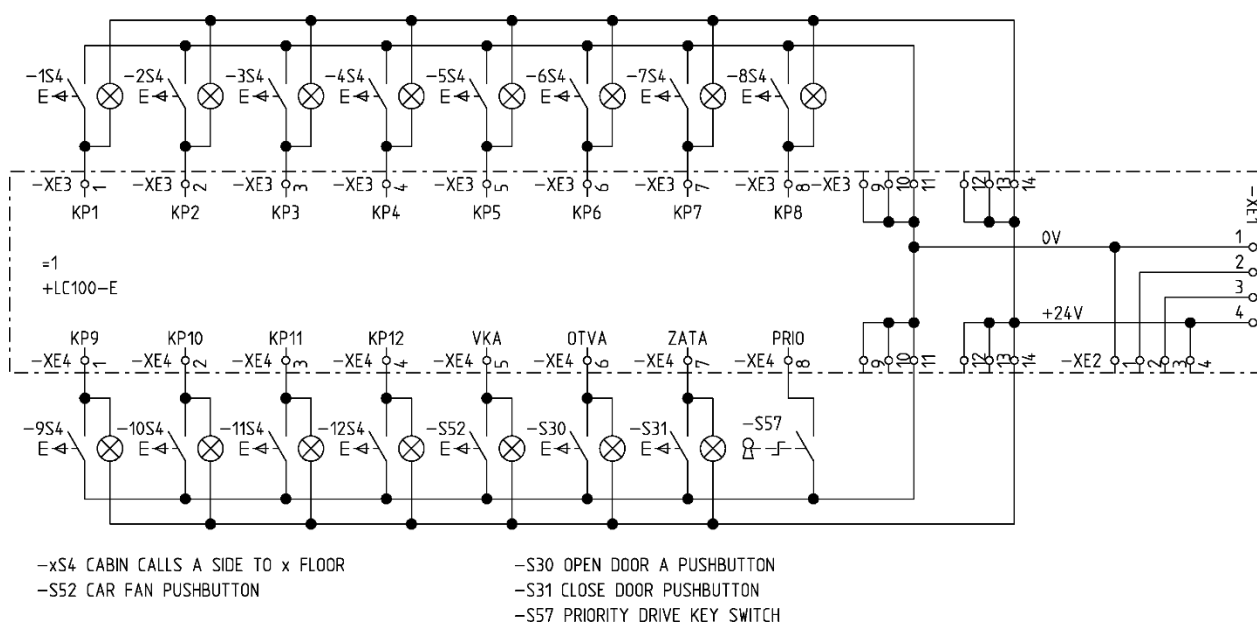 -1S4 -2S4 -3S4 -4S4 -5S4 -6S4 -7S4 -8S4
E E E E E E E E
-XE3 1 -XE3 2 -XE3 3 -XE3 4 -XE3 5 -XE3 6 -XE3 7 -XE3 8 -XE3 9 10 11 12 13 14 -XE1
KP1 KP2 KP3 KP4 KP5 KP6 KP7 KP8
0V 1
=1 2
+LC100-E 3
+24V 4
KP9 KP10 KP11 KP12 VKA OTVA ZATA PRIO
-XE4 1 -XE4 2 -XE4 3 -XE4 4 -XE4 5 -XE4 6 -XE4 7 -XE4 8 9 10 11 12 13 14 -XE2 1 2 3 4
-9S4 -10S4 -11S4 -12S4 -S52 -S30 -S31 -S57
E E E E E E E
-xS4 CABIN CALLS A SIDE TO x FLOOR
-S52 CAR FAN PUSHBUTTON
-S30 OPEN DOOR A PUSHBUTTON
-S31 CLOSE DOOR PUSHBUTTON
-S57 PRIORITY DRIVE KEY SWITCH